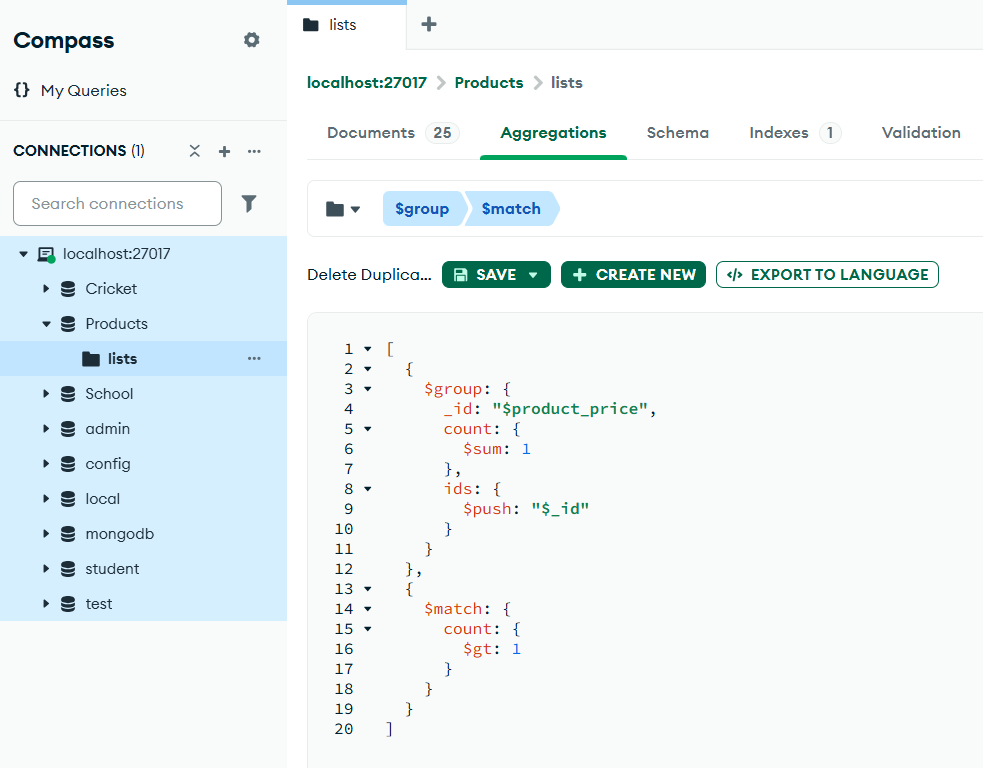 Compass
{} My Queries
CONNECTIONS (1)
Search connections
localhost:27017
Cricket
Products
lists
School
admin
config
local
mongodb
student
test
lists
localhost:27017 > Products > lists
Documents 25 Aggregations Schema Indexes 1 Validation
$group $match
Delete Duplica... SAVE CREATE NEW </> EXPORT TO LANGUAGE
1 [
2 {
3 $group: {
4 _id: "$product_price",
5 count: {
6 $sum: 1
7 },
8 ids: {
9 $push: "$_id"
10 }
11 }
12 },
13 {
14 $match: {
15 count: {
16 $gt: 1
17 }
18 }
19 }
20 ]